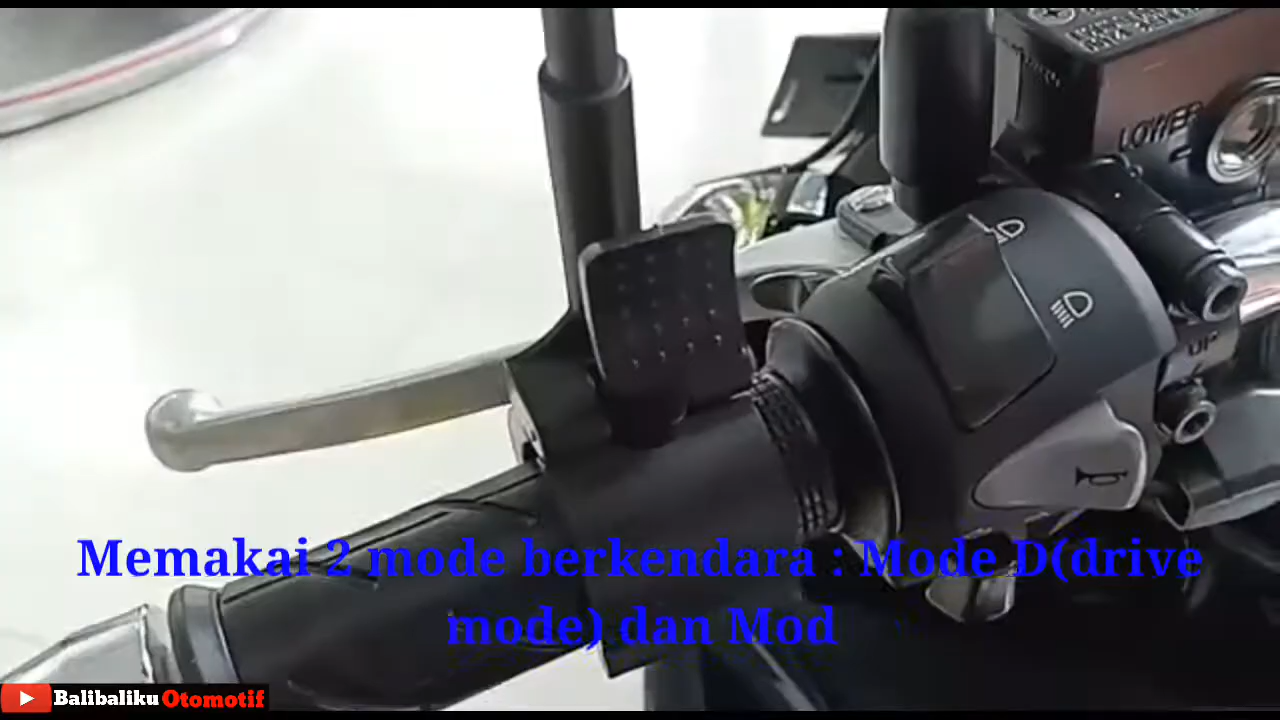 LOWER
UP
Memakai 2 mode berkendara : Mode D(drive
mode) dan Mod
Balibaliku Otomotif